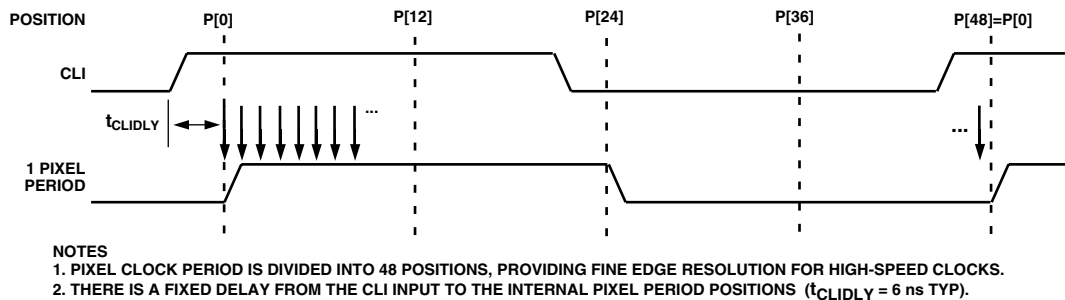 POSITION P[0] P[12] P[24] P[36] P[48]=P[0]
CLI
tCLIDLY ... ...
1 PIXEL
PERIOD
NOTES
1. PIXEL CLOCK PERIOD IS DIVIDED INTO 48 POSITIONS, PROVIDING FINE EDGE RESOLUTION FOR HIGH-SPEED CLOCKS.
2. THERE IS A FIXED DELAY FROM THE CLI INPUT TO THE INTERNAL PIXEL PERIOD POSITIONS (tCLIDLY = 6 ns TYP).